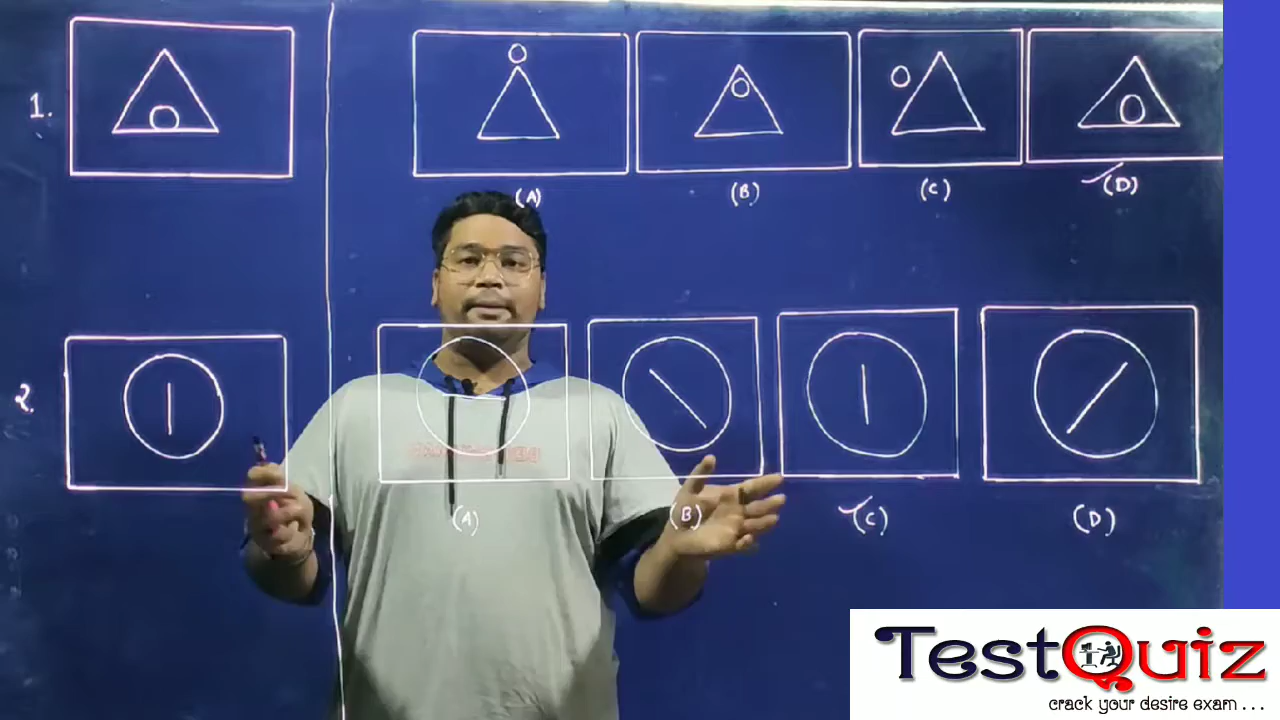 1.
(A) (B) (C) (D)
2.
(A) (B) (C) (D)
TestQuiz
crack your desire exam . . .